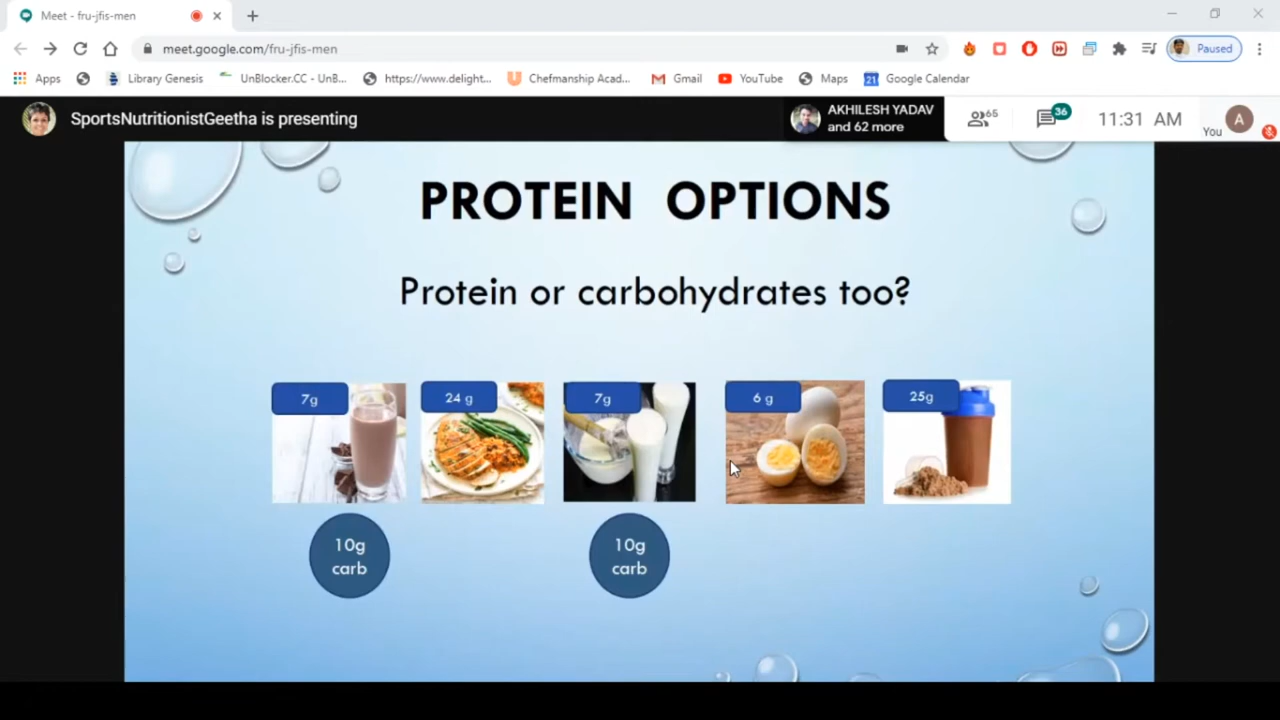 Meet - fru-jfis-men
meet.google.com/fru-jfis-men
Paused
Apps
Library Genesis
UnBlocker.CC - UnB...
https://www.delight...
Chefmanship Acad...
Gmail
YouTube
Maps
21
Google Calendar
SportsNutritionistGeetha is presenting
AKHILESH YADAV
and 62 more
65
36
11:31 AM
You
A
PROTEIN OPTIONS
Protein or carbohydrates too?
7g
24 g
7g
6 g
25g
10g
carb
10g
carb